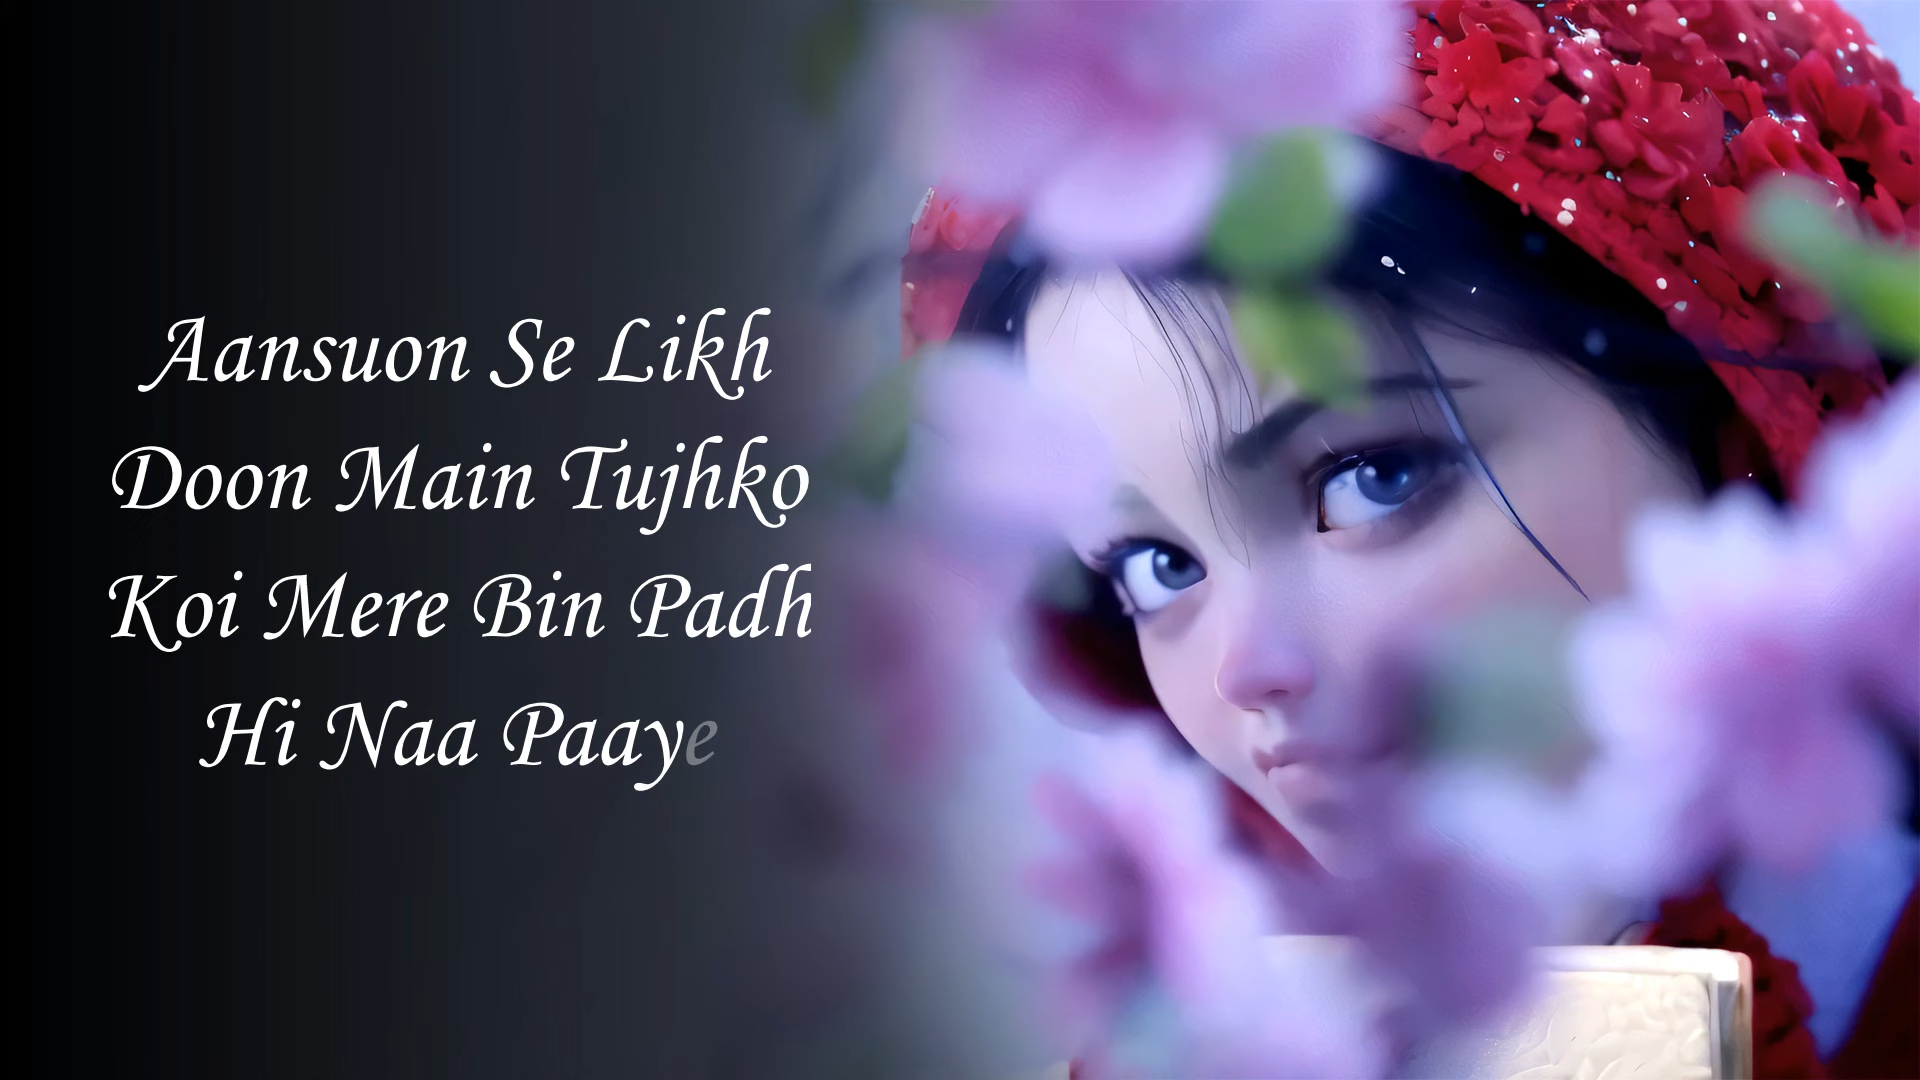 Aansuon Se Likh
Doon Main Tujhko
Koi Mere Bin Padh
Hi Naa Paaye